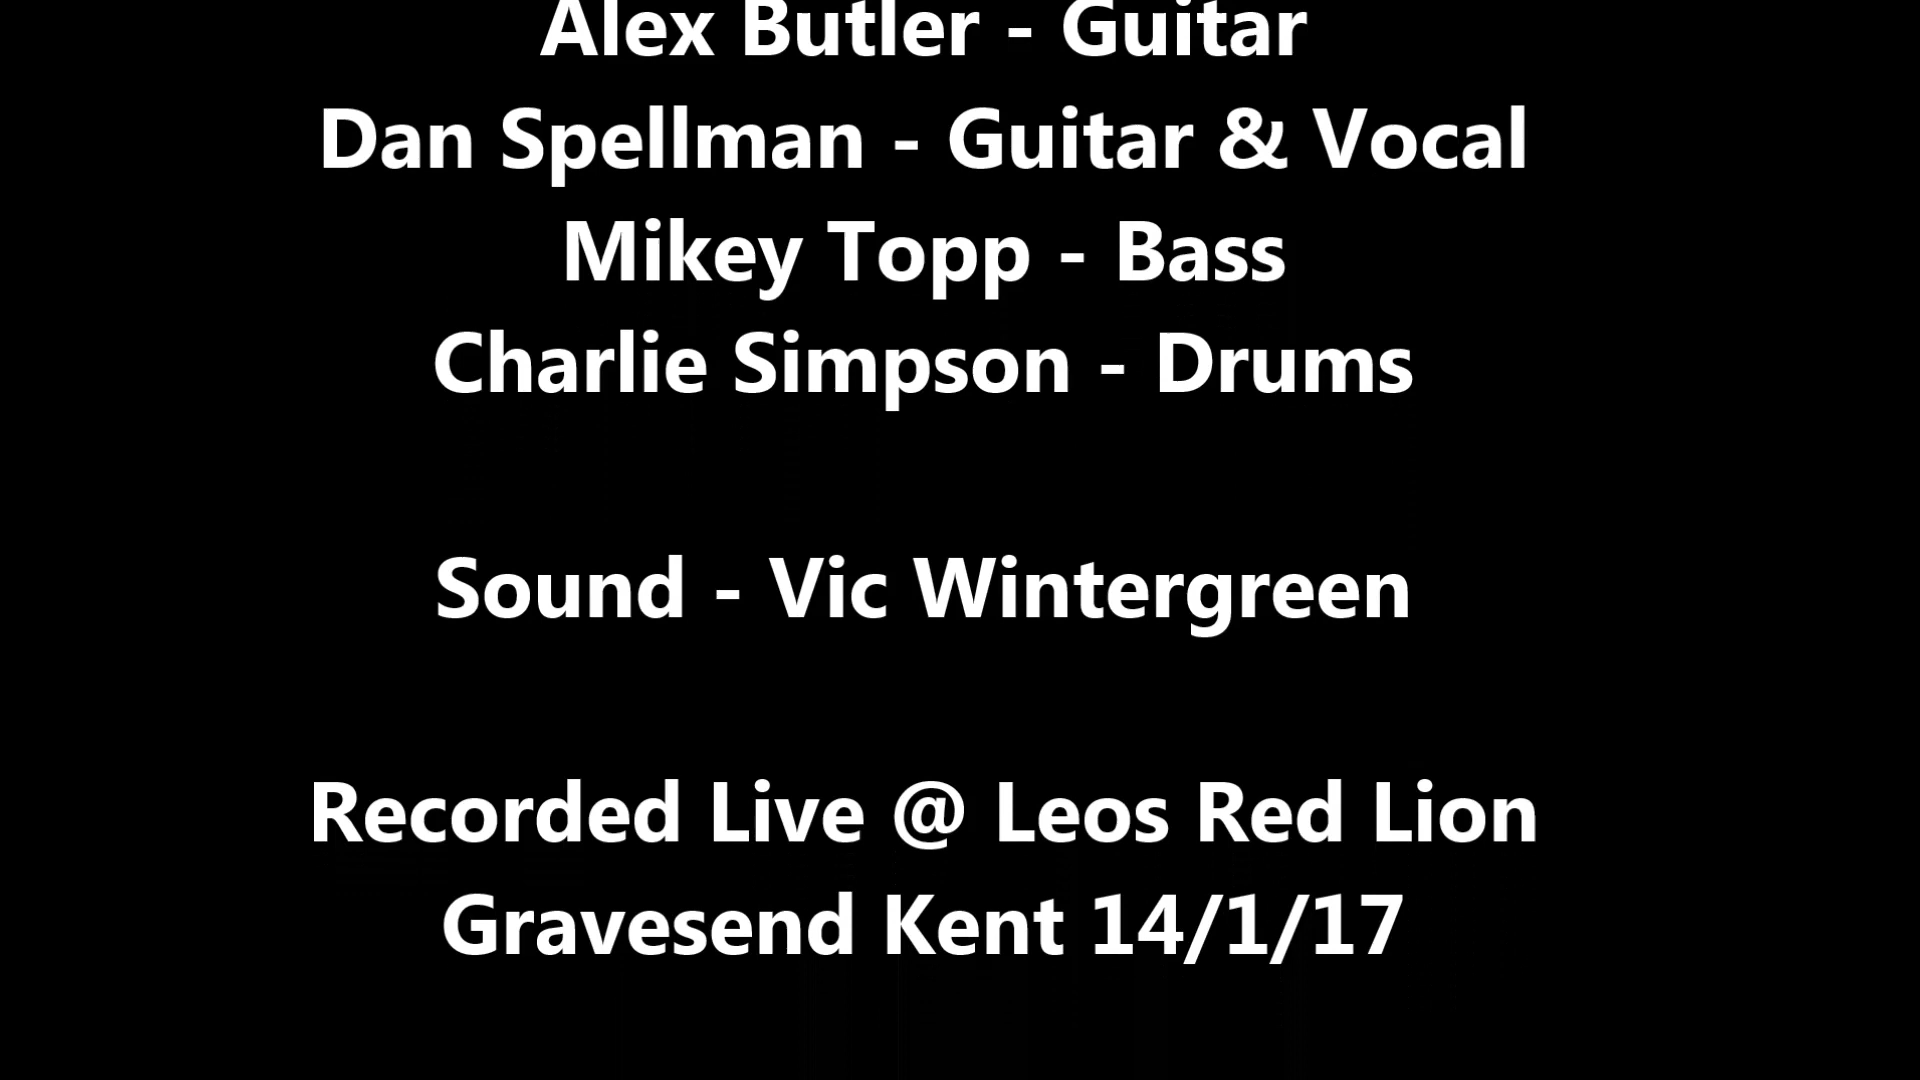 Alex Butler - Guitar
Dan Spellman - Guitar & Vocal
Mikey Topp - Bass
Charlie Simpson - Drums
Sound - Vic Wintergreen
Recorded Live @ Leos Red Lion
Gravesend Kent 14/1/17